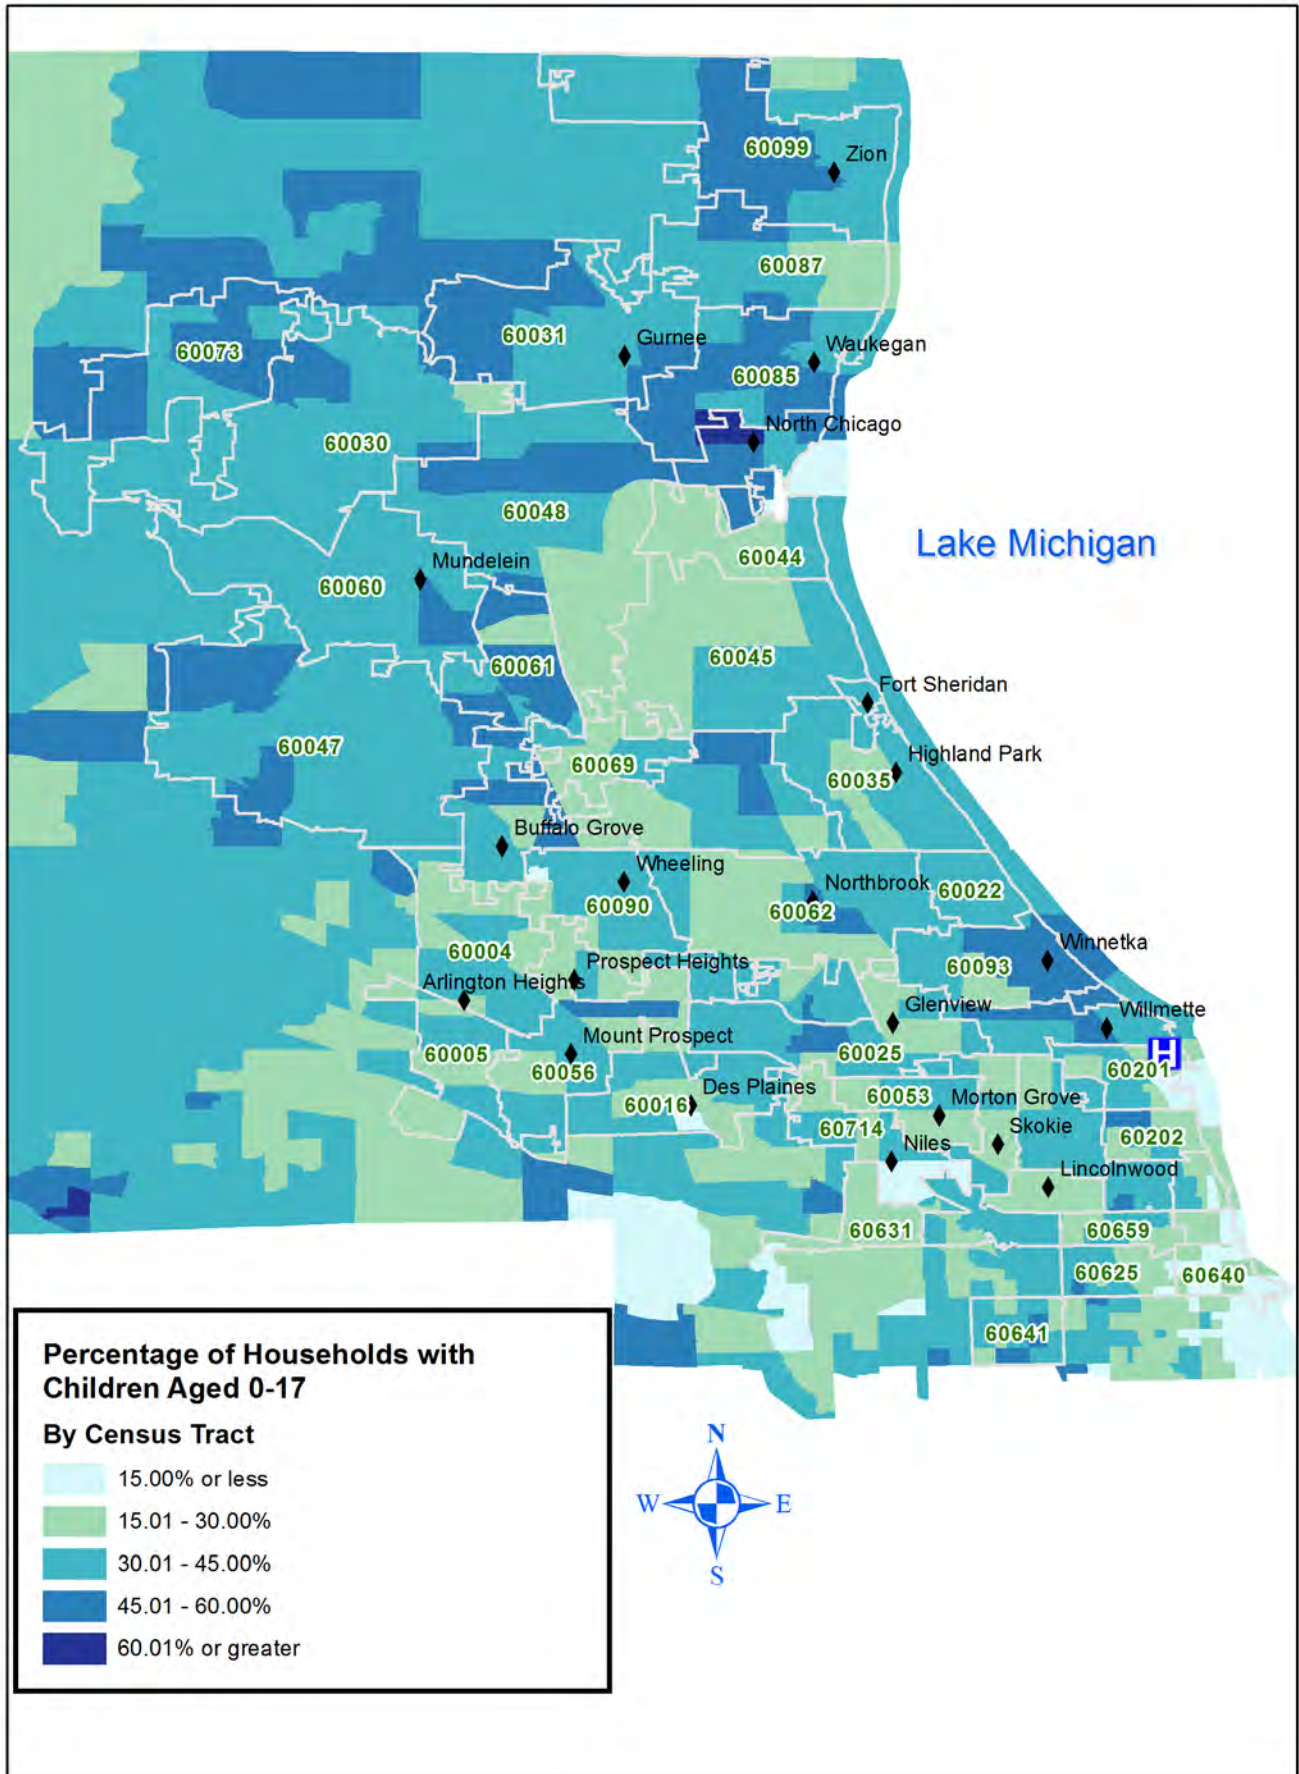 60099
Zion
60087
60031
Gurnee
Waukegan
60073
60085
North Chicago
60030
60048
Lake Michigan
60044
Mundelein
60060
60045
60061
Fort Sheridan
60047
Highland Park
60069
60035
Buffalo Grove
Wheeling
Northbrook
60022
60090
60062
Winnetka
60004
Prospect Heights
60093
Arlington Heights
Glenview
Willmette
Mount Prospect
60005
60025
H
60056
60201
Des Plaines
60053
Morton Grove
60016
60714
Skokie
60202
Niles
Lincolnwood
60631
60659
60625
60640
60641
Percentage of Households with
Children Aged 0-17
By Census Tract
15.00% or less
15.01 - 30.00%
30.01 - 45.00%
45.01 - 60.00%
60.01% or greater
N
W
E
S